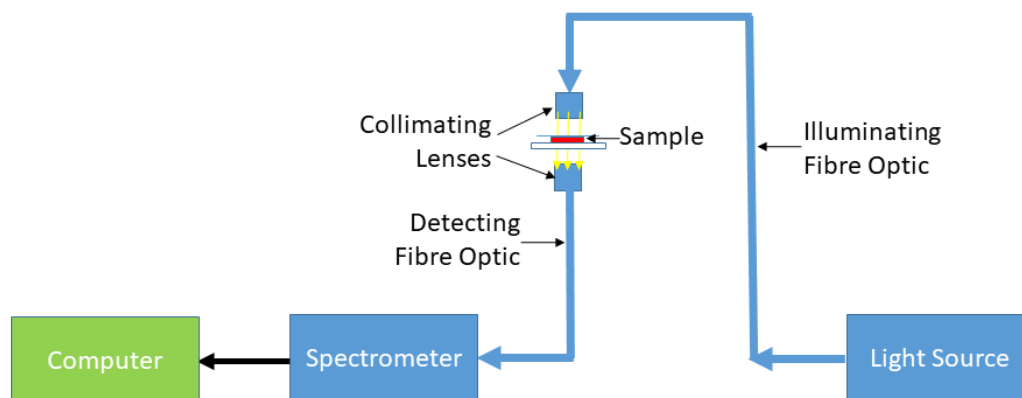 Collimating
Lenses
Sample
Illuminating
Fibre Optic
Detecting
Fibre Optic
Computer
Spectrometer
Light Source